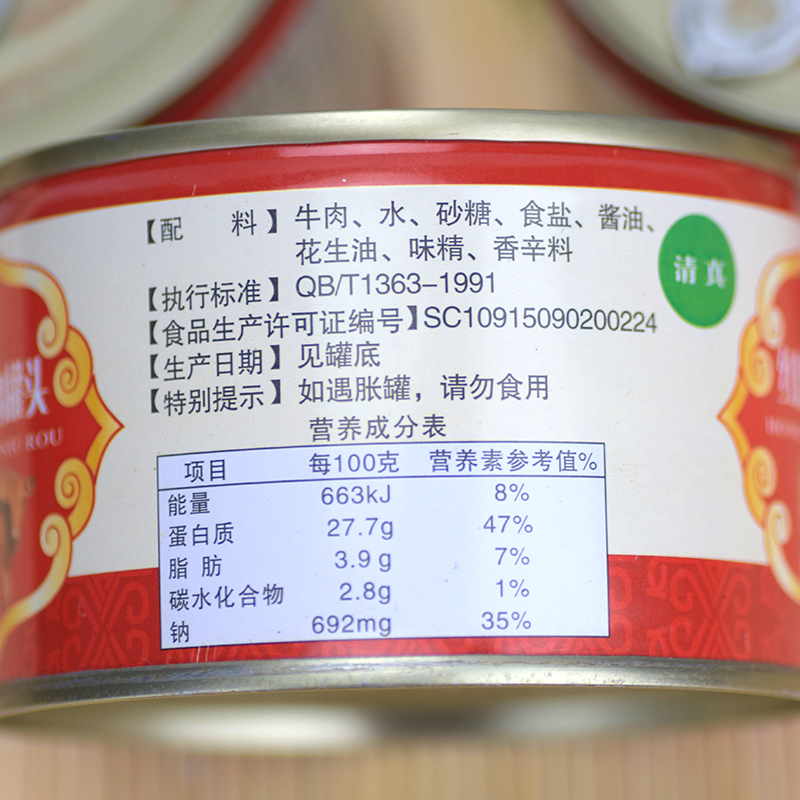 【配 料】牛肉、水、砂糖、食盐、酱油、
花生油、味精、香辛料
清真
【执行标准】QB/T1363-1991
【食品生产许可证编号】SC10915090200224
【生产日期】见罐底
【特别提示】如遇胀罐，请勿食用
营养成分表
项目 每100克 营养素参考值%
能量 663kJ 8%
蛋白质 27.7g 47%
脂肪 3.9g 7%
碳水化合物 2.8g 1%
钠 692mg 35%
罐头
ROU